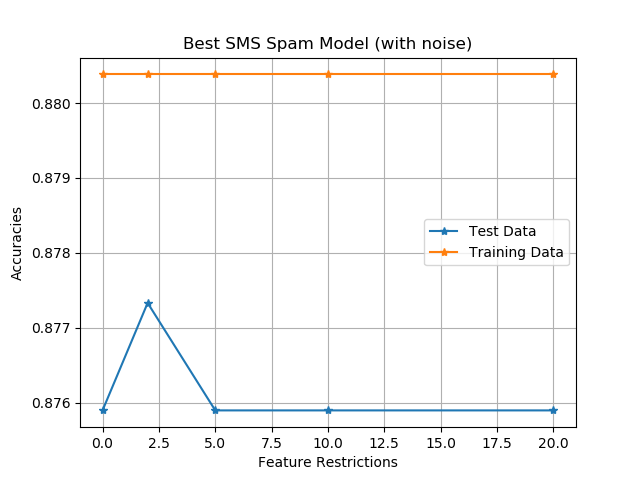 Best SMS Spam Model (with noise)
0.880
0.879
0.878
0.877
0.876
Accuracies
Test Data
Training Data
0.0 2.5 5.0 7.5 10.0 12.5 15.0 17.5 20.0
Feature Restrictions